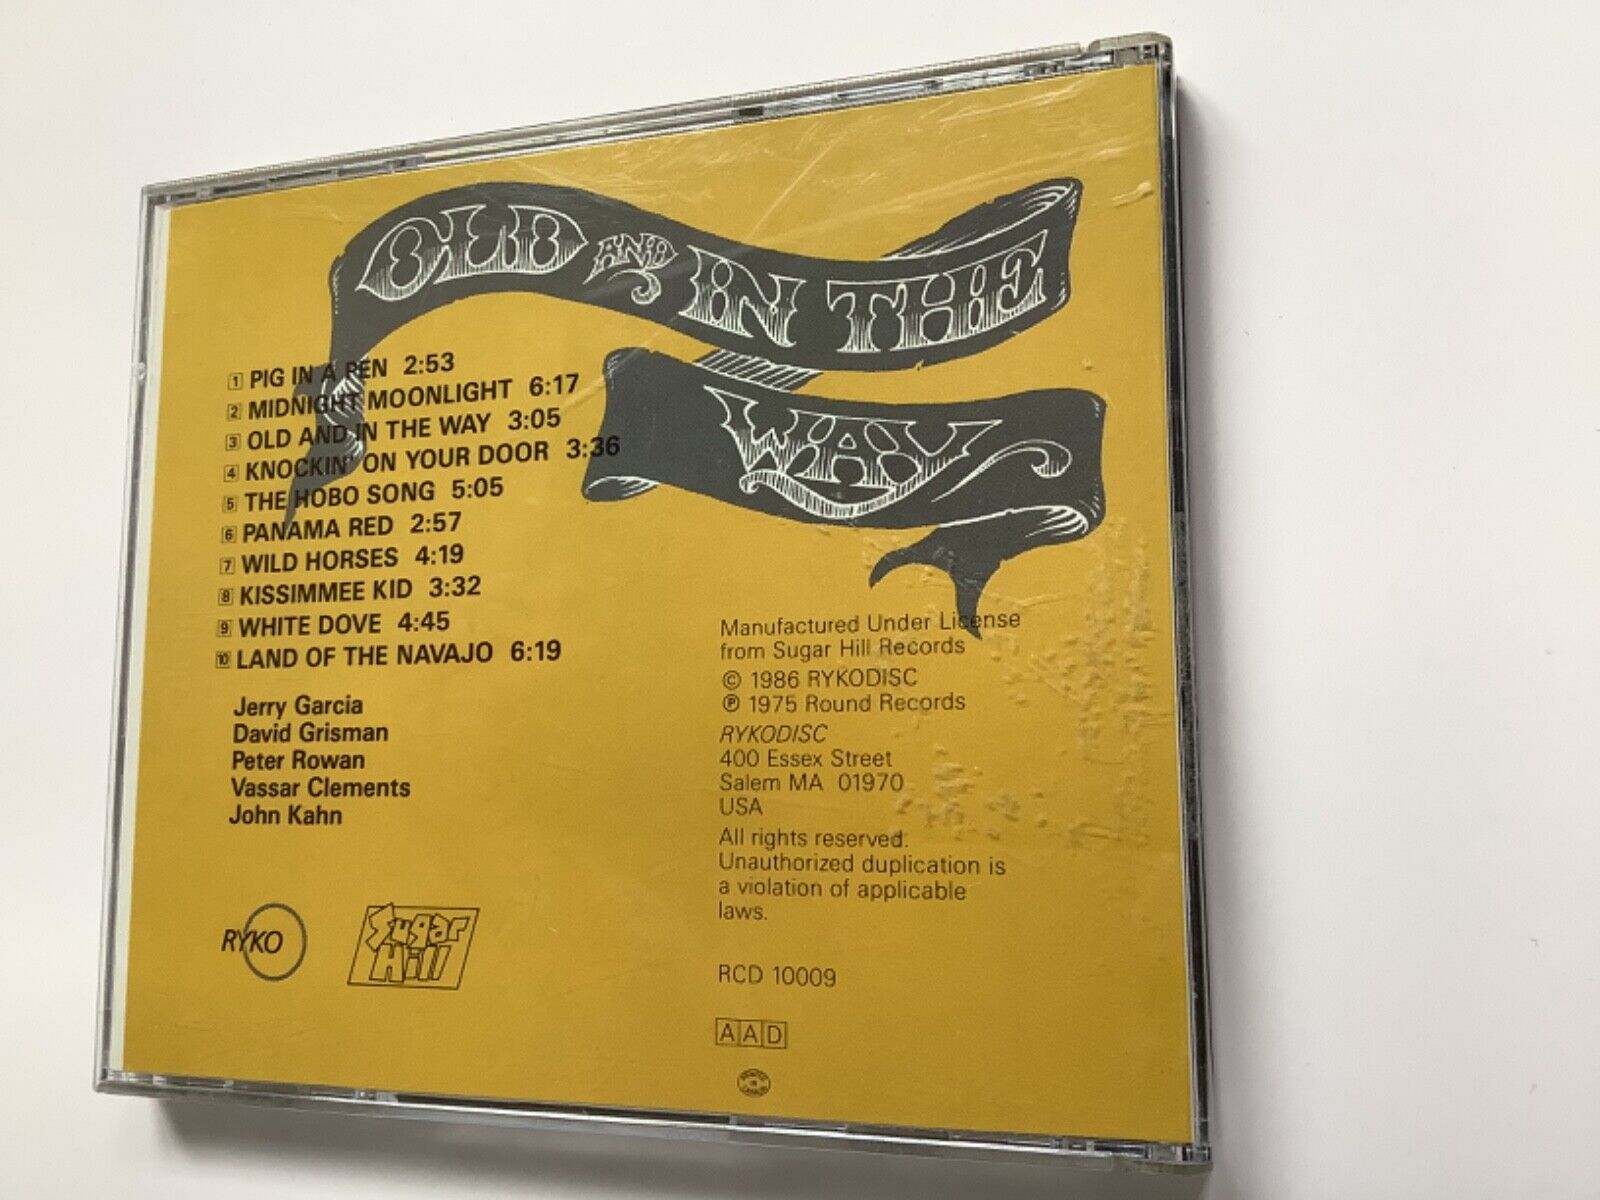 OLD AND IN THE
WAY
1 PIG IN A PEN 2:53
2 MIDNIGHT MOONLIGHT 6:17
3 OLD AND IN THE WAY 3:05
4 KNOCKIN' ON YOUR DOOR 3:36
5 THE HOBO SONG 5:05
6 PANAMA RED 2:57
7 WILD HORSES 4:19
8 KISSIMMEE KID 3:32
9 WHITE DOVE 4:45
10 LAND OF THE NAVAJO 6:19
Jerry Garcia
David Grisman
Peter Rowan
Vassar Clements
John Kahn
RYKO
Sugar
Hill
Manufactured Under License
from Sugar Hill Records
© 1986 RYKODISC
℗ 1975 Round Records
RYKODISC
400 Essex Street
Salem MA 01970
USA
All rights reserved.
Unauthorized duplication is
a violation of applicable
laws.
RCD 10009
AAD